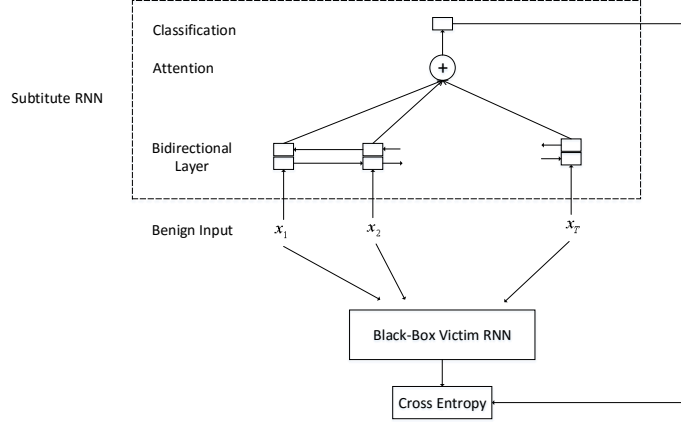 Classification
Attention
Subtitute RNN
Bidirectional
Layer
Benign Input
x1 x2 xT
Black-Box Victim RNN
Cross Entropy
+